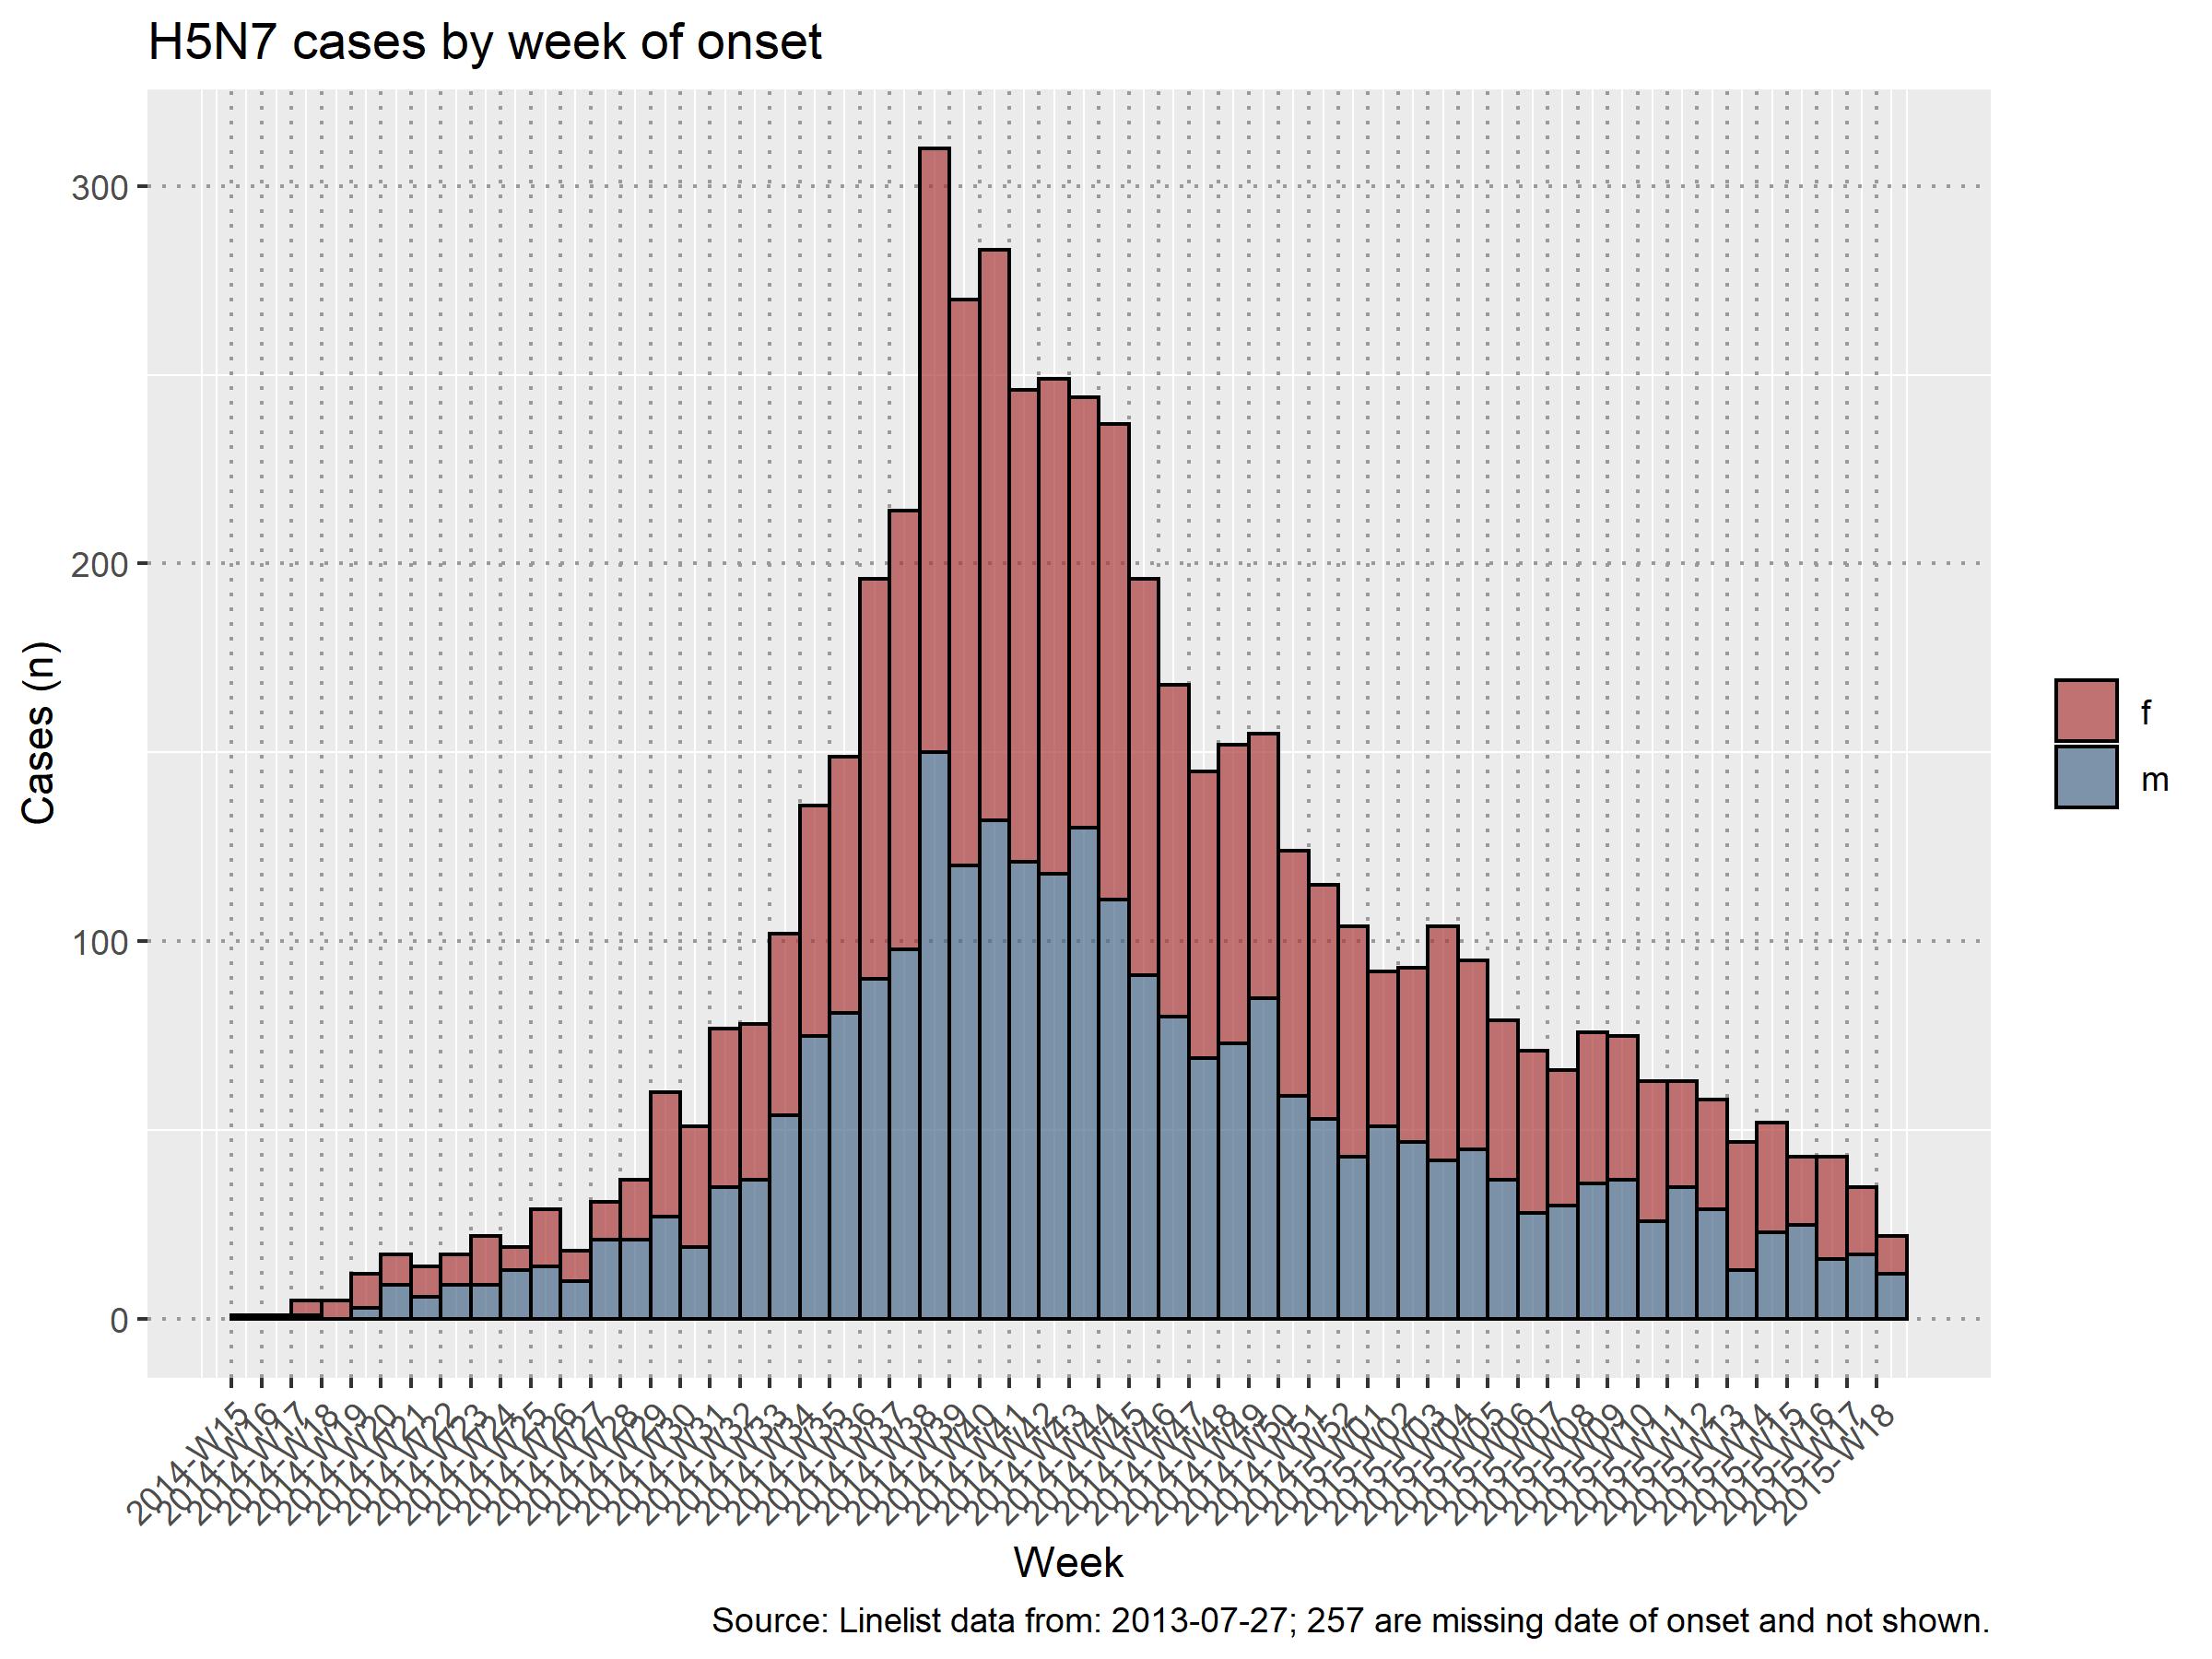 H5N7 cases by week of onset
300
200
100
0
Cases (n)
f
m
2014-W15
2014-W16
2014-W17
2014-W18
2014-W19
2014-W20
2014-W21
2014-W22
2014-W23
2014-W24
2014-W25
2014-W26
2014-W27
2014-W28
2014-W29
2014-W30
2014-W31
2014-W32
2014-W33
2014-W34
2014-W35
2014-W36
2014-W37
2014-W38
2014-W39
2014-W40
2014-W41
2014-W42
2014-W43
2014-W44
2014-W45
2014-W46
2014-W47
2014-W48
2014-W49
2014-W50
2014-W51
2014-W52
2015-W01
2015-W02
2015-W03
2015-W04
2015-W05
2015-W06
2015-W07
2015-W08
2015-W09
2015-W10
2015-W11
2015-W12
2015-W13
2015-W14
2015-W15
2015-W16
2015-W17
2015-W18
Week
Source: Linelist data from: 2013-07-27; 257 are missing date of onset and not shown.